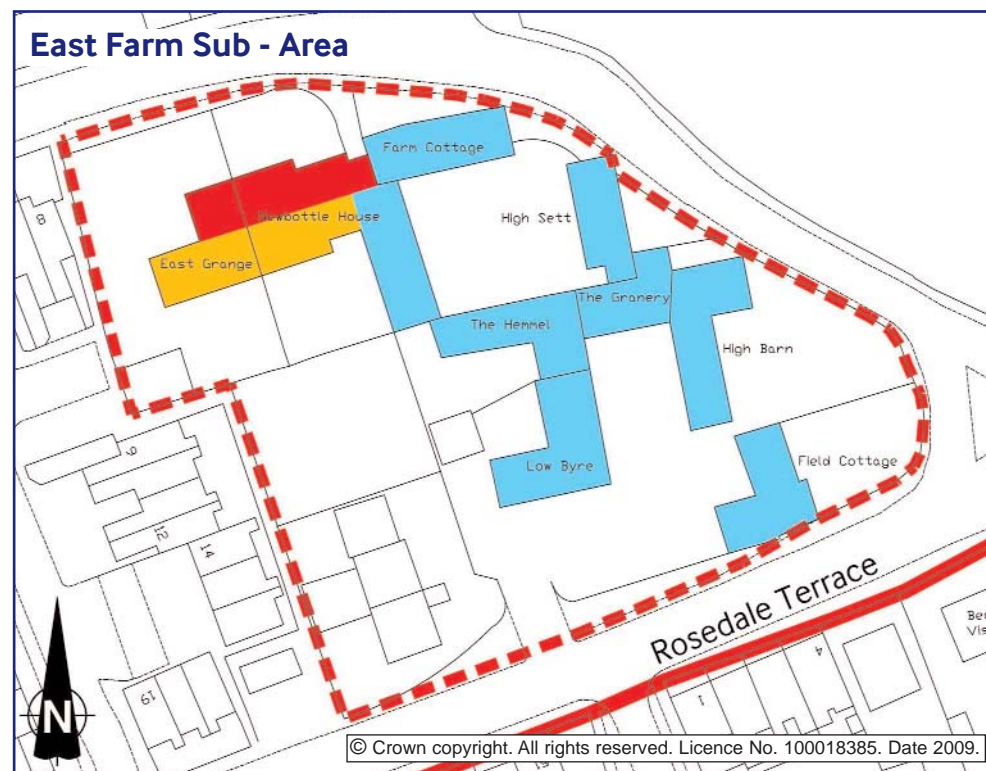 East Farm Sub - Area
Farm Cottage
8
High Sett
Newbottle House
East Grange
The Granery
The Hemmel
High Barn
Low Byre
Field Cottage
9
12
14
Rosedale Terrace
19
1
4
N
© Crown copyright. All rights reserved. Licence No. 100018385. Date 2009.